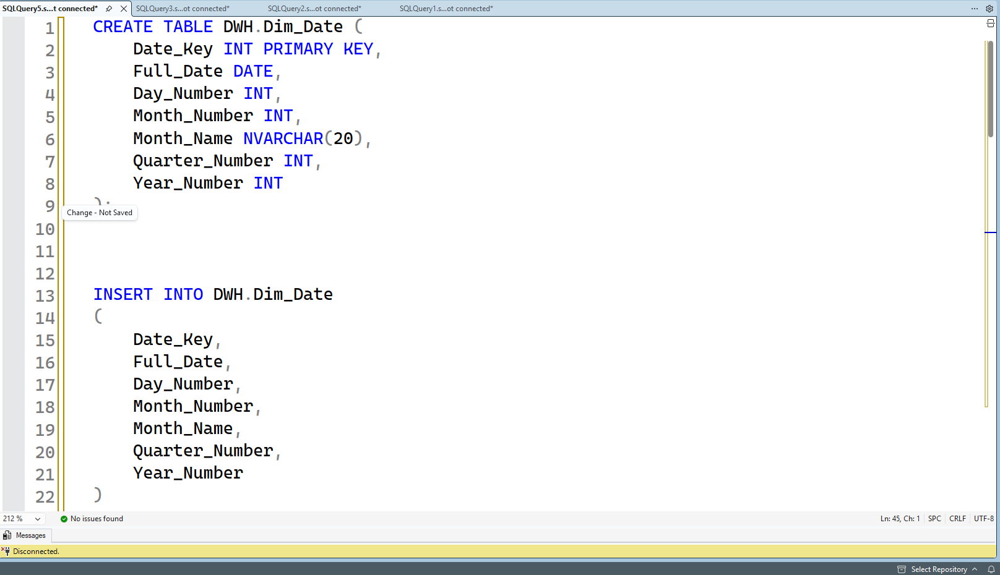 SQLQuery5.s...t connected*
SQLQuery3.s...ot connected*
SQLQuery2.s...ot connected*
SQLQuery1.s...ot connected*
1 CREATE TABLE DWH.Dim_Date (
2 Date_Key INT PRIMARY KEY,
3 Full_Date DATE,
4 Day_Number INT,
5 Month_Number INT,
6 Month_Name NVARCHAR(20),
7 Quarter_Number INT,
8 Year_Number INT
9 );
Change - Not Saved
10
11
12
13 INSERT INTO DWH.Dim_Date
14 (
15 Date_Key,
16 Full_Date,
17 Day_Number,
18 Month_Number,
19 Month_Name,
20 Quarter_Number,
21 Year_Number
22 )
212 %
No issues found
Ln: 45, Ch: 1
SPC
CRLF
UTF-8
Messages
Disconnected.
Select Repository